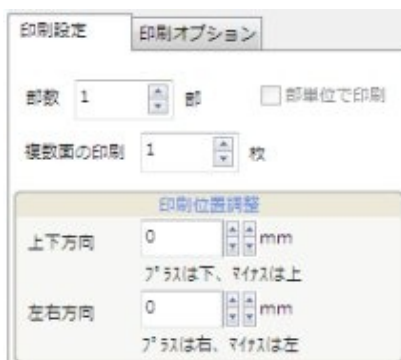 印刷設定 印刷オプション
部数 1 部 部単位で印刷
複数面の印刷 1 枚
印刷位置調整
上下方向 0 mm
ﾌﾟﾗｽは下、ﾏｲﾅｽは上
左右方向 0 mm
ﾌﾟﾗｽは右、ﾏｲﾅｽは左